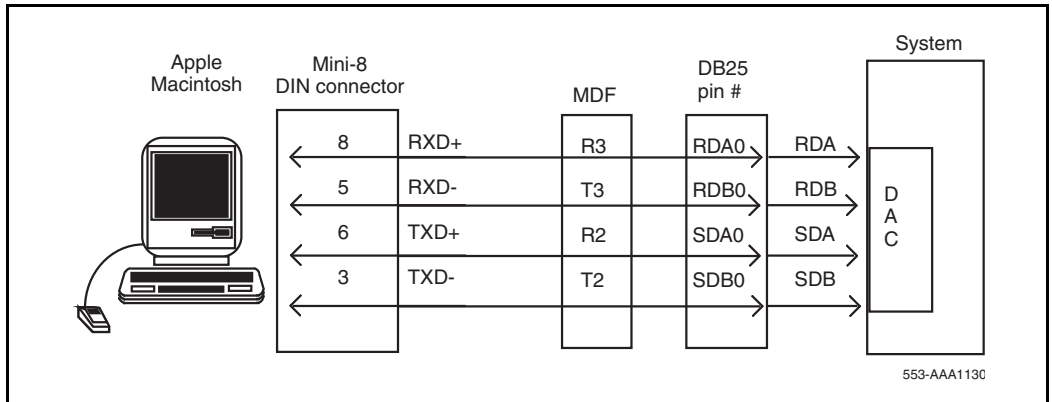 System
Apple
Macintosh
Mini-8
DIN connector
MDF
DB25
pin #
8 RXD+ R3 RDA0 RDA
5 RXD- T3 RDB0 RDB
6 TXD+ R2 SDA0 SDA
3 TXD- T2 SDB0 SDB
D
A
C
553-AAA1130